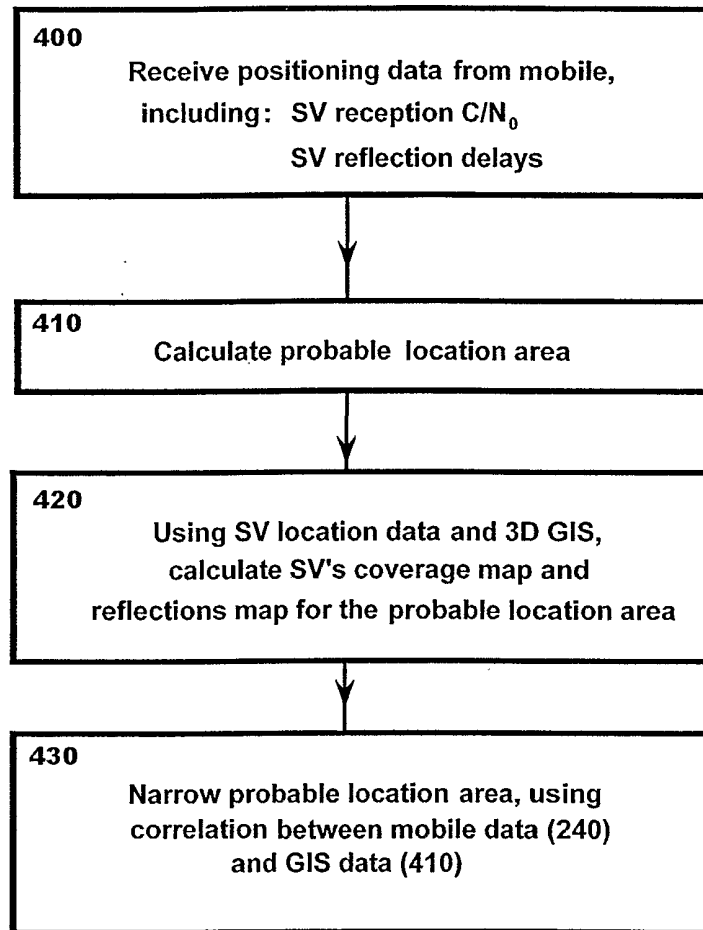 400
Receive positioning data from mobile,
including: SV reception C/N₀
SV reflection delays
410
Calculate probable location area
420
Using SV location data and 3D GIS,
calculate SV's coverage map and
reflections map for the probable location area
430
Narrow probable location area, using
correlation between mobile data (240)
and GIS data (410)